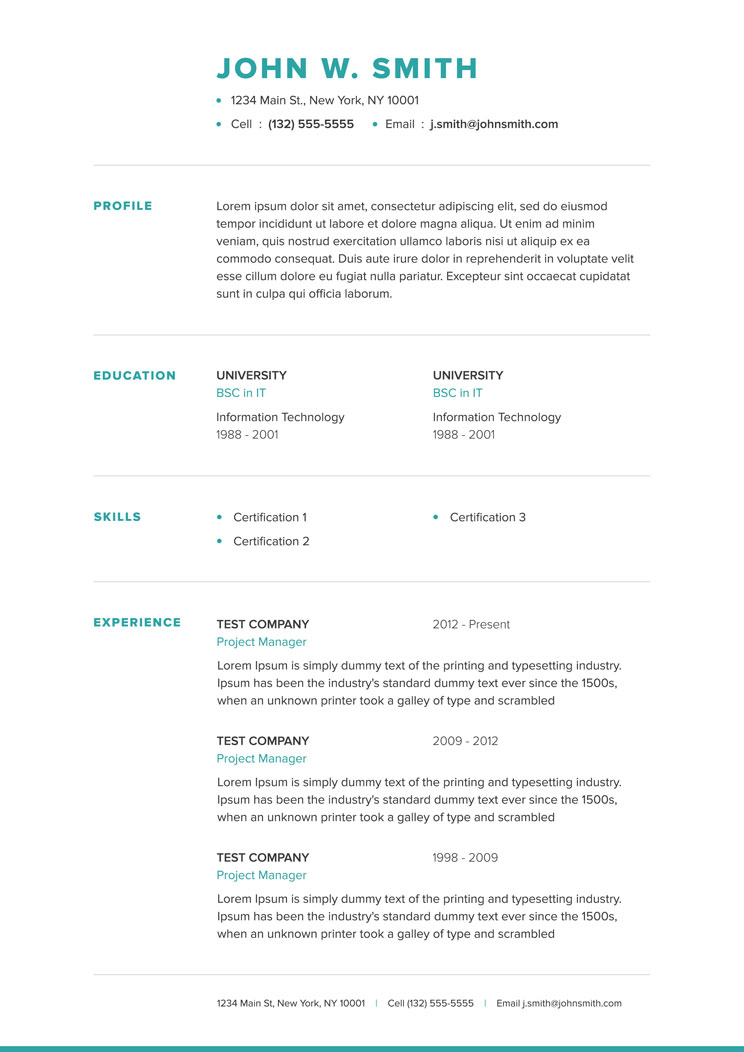 JOHN W. SMITH
• 1234 Main St., New York, NY 10001
• Cell : (132) 555-5555 • Email : j.smith@johnsmith.com
PROFILE
Lorem ipsum dolor sit amet, consectetur adipiscing elit, sed do eiusmod
tempor incididunt ut labore et dolore magna aliqua. Ut enim ad minim
veniam, quis nostrud exercitation ullamco laboris nisi ut aliquip ex ea
commodo consequat. Duis aute irure dolor in reprehenderit in voluptate velit
esse cillum dolore eu fugiat nulla pariatur. Excepteur sint occaecat cupidatat
sunt in culpa qui officia laborum.
EDUCATION
UNIVERSITY
BSC in IT
Information Technology
1988 - 2001
UNIVERSITY
BSC in IT
Information Technology
1988 - 2001
SKILLS
• Certification 1
• Certification 2
• Certification 3
EXPERIENCE
TEST COMPANY 2012 - Present
Project Manager
Lorem Ipsum is simply dummy text of the printing and typesetting industry.
Ipsum has been the industry's standard dummy text ever since the 1500s,
when an unknown printer took a galley of type and scrambled
TEST COMPANY 2009 - 2012
Project Manager
Lorem Ipsum is simply dummy text of the printing and typesetting industry.
Ipsum has been the industry's standard dummy text ever since the 1500s,
when an unknown printer took a galley of type and scrambled
TEST COMPANY 1998 - 2009
Project Manager
Lorem Ipsum is simply dummy text of the printing and typesetting industry.
Ipsum has been the industry's standard dummy text ever since the 1500s,
when an unknown printer took a galley of type and scrambled
1234 Main St, New York, NY 10001 | Cell (132) 555-5555 | Email j.smith@johnsmith.com